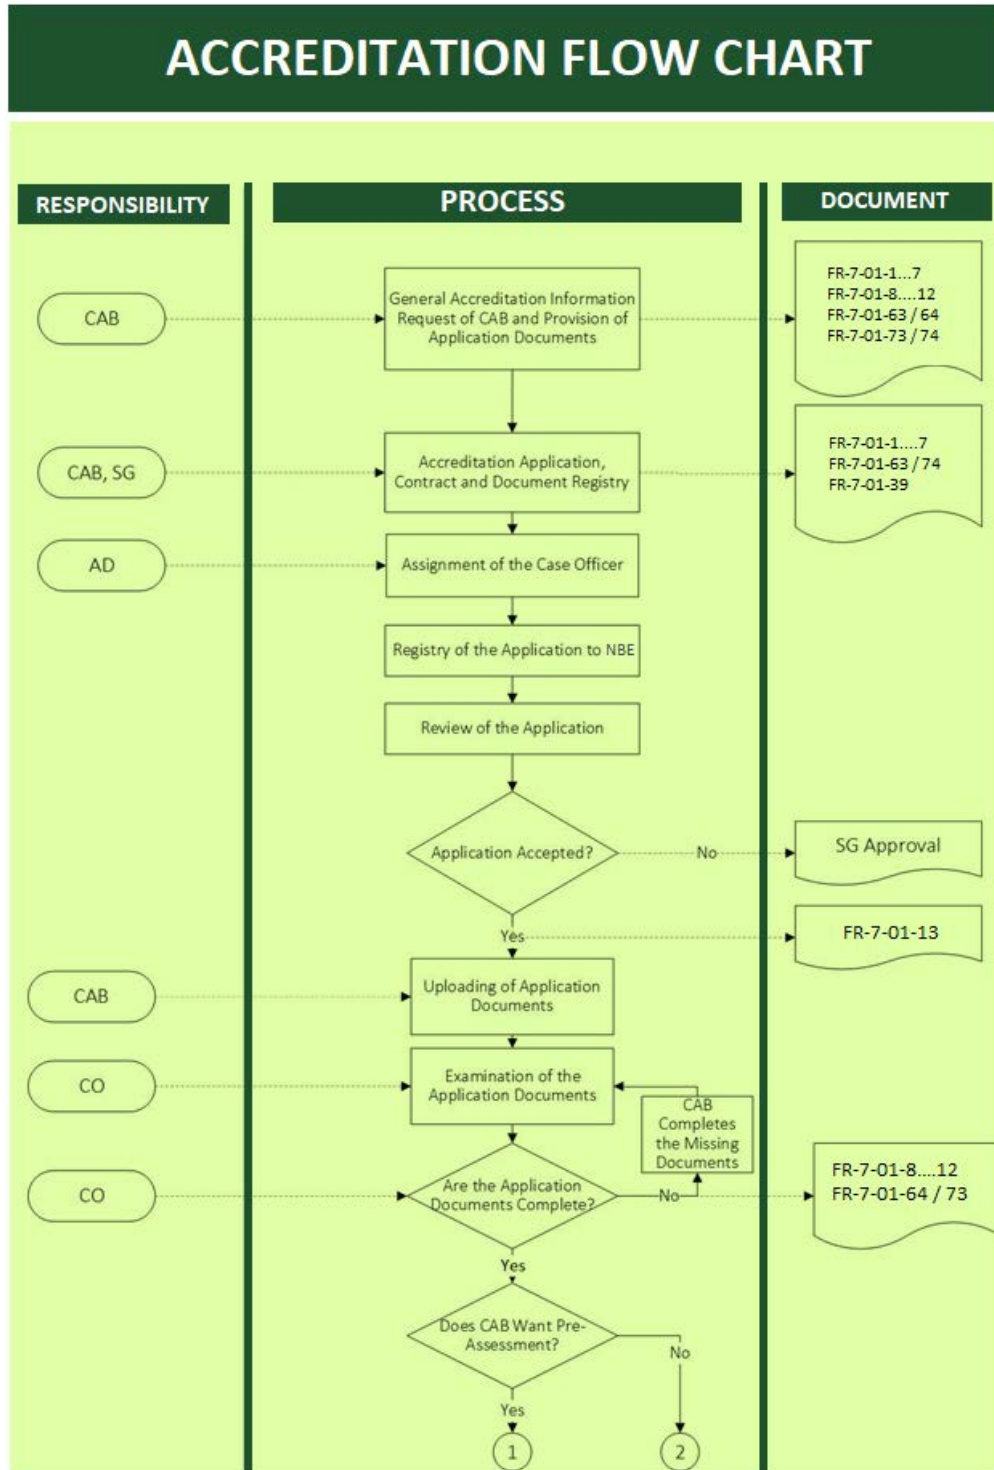 ACCREDITATION FLOW CHART
RESPONSIBILITY
PROCESS
DOCUMENT
CAB
General Accreditation Information
Request of CAB and Provision of
Application Documents
FR-7-01-1...7
FR-7-01-8....12
FR-7-01-63 / 64
FR-7-01-73 / 74
CAB, SG
Accreditation Application,
Contract and Document Registry
FR-7-01-1....7
FR-7-01-63 / 74
FR-7-01-39
AD
Assignment of the Case Officer
Registry of the Application to NBE
Review of the Application
Application Accepted?
No
SG Approval
Yes
FR-7-01-13
CAB
Uploading of Application
Documents
CO
Examination of the
Application Documents
CAB
Completes
the Missing
Documents
CO
Are the Application
Documents Complete?
No
FR-7-01-8....12
FR-7-01-64 / 73
Yes
Does CAB Want Pre-
Assessment?
No
Yes
1
2